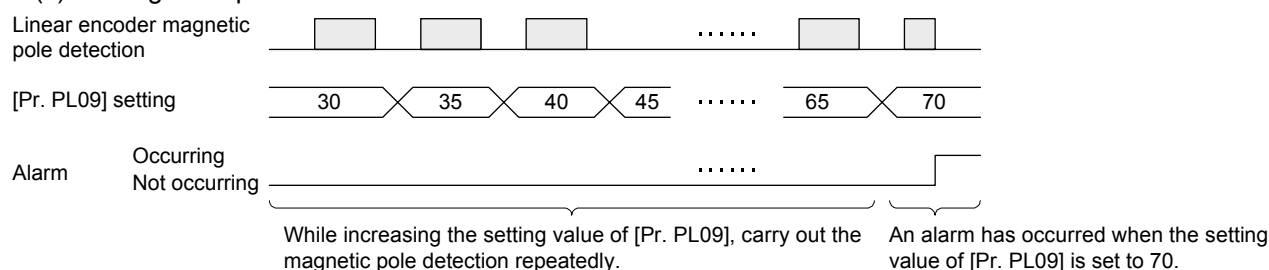 Linear encoder magnetic
pole detection
[Pr. PL09] setting
30 35 40 45 ...... 65 70
Alarm
Occurring
Not occurring
While increasing the setting value of [Pr. PL09], carry out the
magnetic pole detection repeatedly.
An alarm has occurred when the setting
value of [Pr. PL09] is set to 70.